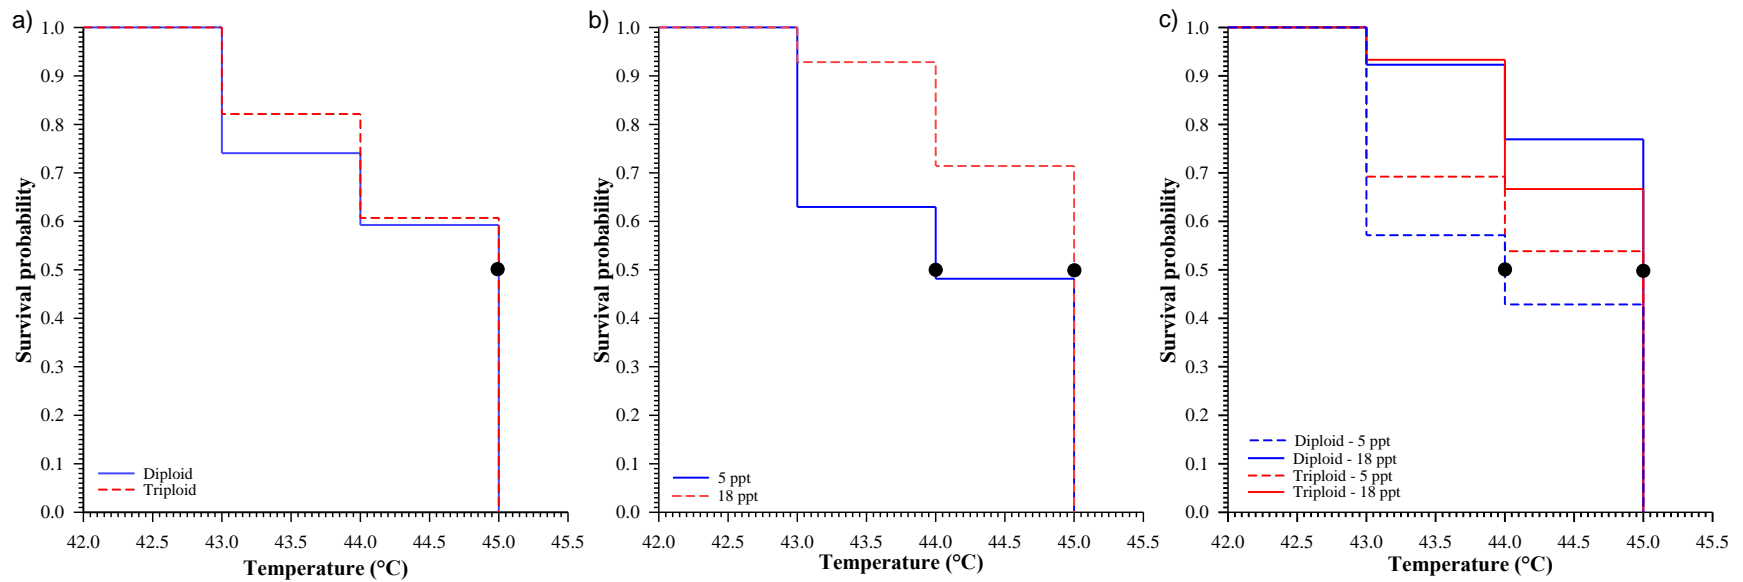 a)
Survival probability
1.0
0.9
0.8
0.7
0.6
0.5
0.4
0.3
0.2
0.1
0.0
Diploid
Triploid
42.0 42.5 43.0 43.5 44.0 44.5 45.0 45.5
Temperature (°C)
b)
Survival probability
1.0
0.9
0.8
0.7
0.6
0.5
0.4
0.3
0.2
0.1
0.0
5 ppt
18 ppt
42.0 42.5 43.0 43.5 44.0 44.5 45.0 45.5
Temperature (°C)
c)
Survival probability
1.0
0.9
0.8
0.7
0.6
0.5
0.4
0.3
0.2
0.1
0.0
Diploid - 5 ppt
Diploid - 18 ppt
Triploid - 5 ppt
Triploid - 18 ppt
42.0 42.5 43.0 43.5 44.0 44.5 45.0 45.5
Temperature (°C)